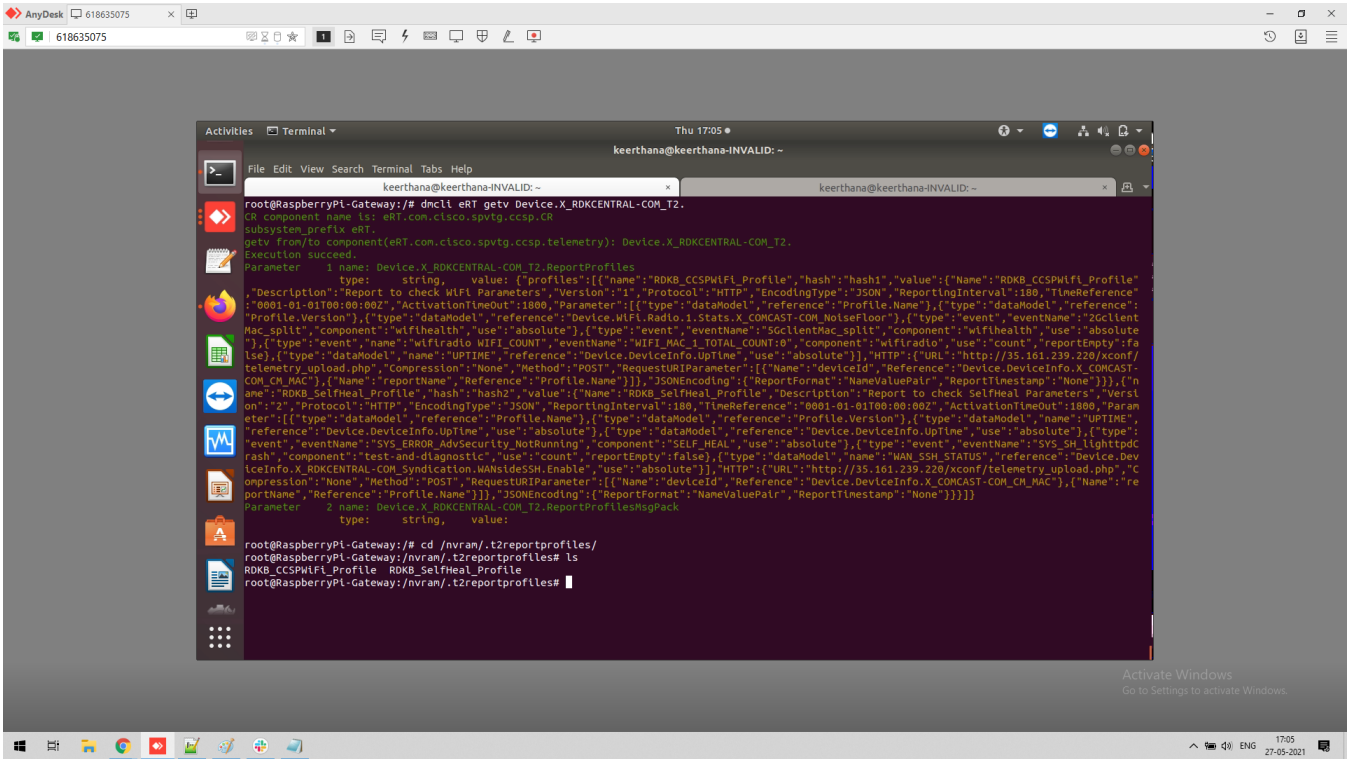 AnyDesk 618635075
618635075
1
Activities Terminal Thu 17:05
keerthana@keerthana-INVALID: ~
File Edit View Search Terminal Tabs Help
keerthana@keerthana-INVALID: ~ × keerthana@keerthana-INVALID: ~ ×
root@RaspberryPi-Gateway:/# dmcli eRT getv Device.X_RDKCENTRAL-COM_T2.
CR component name is: eRT.com.cisco.spvtg.ccsp.CR
subsystem_prefix eRT.
getv from/to component(eRT.com.cisco.spvtg.ccsp.telemetry): Device.X_RDKCENTRAL-COM_T2.
Execution succeed.
Parameter 1 name: Device.X_RDKCENTRAL-COM_T2.ReportProfiles
type: string, value: {"profiles":[{"name":"RDKB_CCSPWiFi_Profile","hash":"hash1","value":{"Name":"RDKB_CCSPWifi_Profile"
,"Description":"Report to check WiFi Parameters","Version":"1","Protocol":"HTTP","EncodingType":"JSON","ReportingInterval":180,"TimeReference"
:"0001-01-01T00:00:00Z","ActivationTimeOut":1800,"Parameter":[{"type":"dataModel","reference":"Profile.Name"},{"type":"dataModel","reference":
"Profile.Version"},{"type":"dataModel","reference":"Device.WiFi.Radio.1.Stats.X_COMCAST-COM_NoiseFloor"},{"type":"event","eventName":"2Gclient
Mac_split","component":"wifihealth","use":"absolute"},{"type":"event","eventName":"5GclientMac_split","component":"wifihealth","use":"absolute
"},{"type":"event","name":"wifiradio WIFI_COUNT","eventName":"WIFI_MAC_1_TOTAL_COUNT:0","component":"wifiradio","use":"count","reportEmpty":fa
lse},{"type":"dataModel","name":"UPTIME","reference":"Device.DeviceInfo.UpTime","use":"absolute"}],"HTTP":{"URL":"http://35.161.239.220/xconf/
telemetry_upload.php","Compression":"None","Method":"POST","RequestURIParameter":[{"Name":"deviceId","Reference":"Device.DeviceInfo.X_COMCAST-
COM_CM_MAC"},{"Name":"reportName","Reference":"Profile.Name"}]},"JSONEncoding":{"ReportFormat":"NameValuePair","ReportTimestamp":"None"}}},{"n
ame":"RDKB_SelfHeal_Profile","hash":"hash2","value":{"Name":"RDKB_SelfHeal_Profile","Description":"Report to check SelfHeal Parameters","Versi
on":"2","Protocol":"HTTP","EncodingType":"JSON","ReportingInterval":180,"TimeReference":"0001-01-01T00:00:00Z","ActivationTimeOut":1800,"Param
eter":[{"type":"dataModel","reference":"Profile.Name"},{"type":"dataModel","reference":"Profile.Version"},{"type":"dataModel","name":"UPTIME",
"reference":"Device.DeviceInfo.UpTime","use":"absolute"},{"type":"dataModel","reference":"Device.DeviceInfo.UpTime","use":"absolute"},{"type":
"event","eventName":"SYS_ERROR_AdvSecurity_NotRunning","component":"SELF_HEAL","use":"absolute"},{"type":"event","eventName":"SYS_SH_lighttpdC
rash","component":"test-and-diagnostic","use":"count","reportEmpty":false},{"type":"dataModel","name":"WAN_SSH_STATUS","reference":"Device.Dev
iceInfo.X_RDKCENTRAL-COM_Syndication.WANsideSSH.Enable","use":"absolute"}],"HTTP":{"URL":"http://35.161.239.220/xconf/telemetry_upload.php","C
ompression":"None","Method":"POST","RequestURIParameter":[{"Name":"deviceId","Reference":"Device.DeviceInfo.X_COMCAST-COM_CM_MAC"},{"Name":"re
portName","Reference":"Profile.Name"}]},"JSONEncoding":{"ReportFormat":"NameValuePair","ReportTimestamp":"None"}}}]}
Parameter 2 name: Device.X_RDKCENTRAL-COM_T2.ReportProfilesMsgPack
type: string, value:
root@RaspberryPi-Gateway:/# cd /nvram/.t2reportprofiles/
root@RaspberryPi-Gateway:/nvram/.t2reportprofiles# ls
RDKB_CCSPWiFi_Profile RDKB_SelfHeal_Profile
root@RaspberryPi-Gateway:/nvram/.t2reportprofiles#
Activate Windows
Go to Settings to activate Windows.
ENG 17:05
27-05-2021